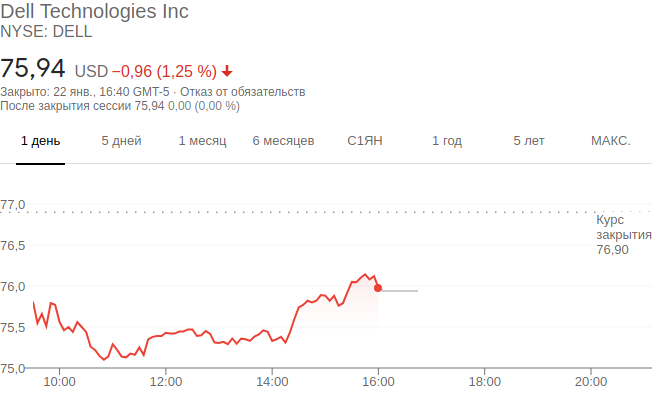 Dell Technologies Inc
NYSE: DELL
75,94 USD −0,96 (1,25 %)
Закрыто: 22 янв., 16:40 GMT-5 · Отказ от обязательств
После закрытия сессии 75,94 0,00 (0,00 %)
1 день 5 дней 1 месяц 6 месяцев С1ЯН 1 год 5 лет МАКС.
77,0
Курс
закрытия
76,90
76,5
76,0
75,5
75,0
10:00 12:00 14:00 16:00 18:00 20:00